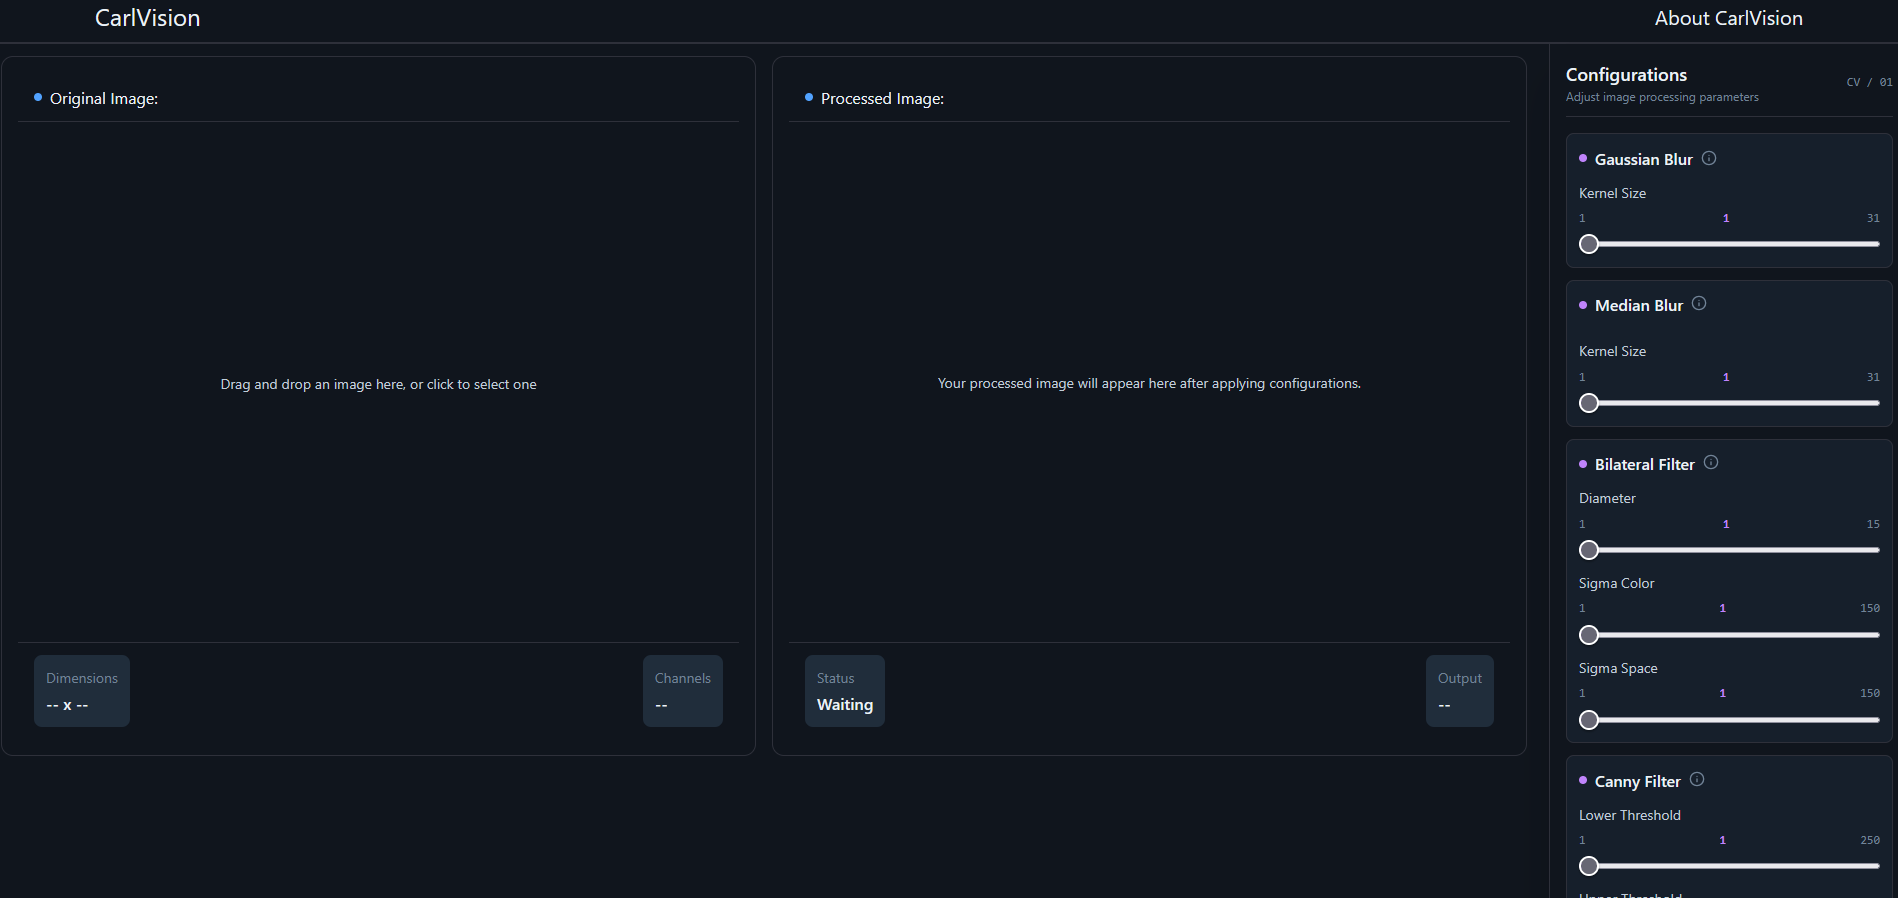 CarlVision
About CarlVision
Original Image:
Drag and drop an image here, or click to select one
Dimensions
-- x --
Channels
--
Processed Image:
Your processed image will appear here after applying configurations.
Status
Waiting
Output
--
Configurations
CV / 01
Adjust image processing parameters
Gaussian Blur
Kernel Size
1 1 31
Median Blur
Kernel Size
1 1 31
Bilateral Filter
Diameter
1 1 15
Sigma Color
1 1 150
Sigma Space
1 1 150
Canny Filter
Lower Threshold
1 1 250
Upper Threshold